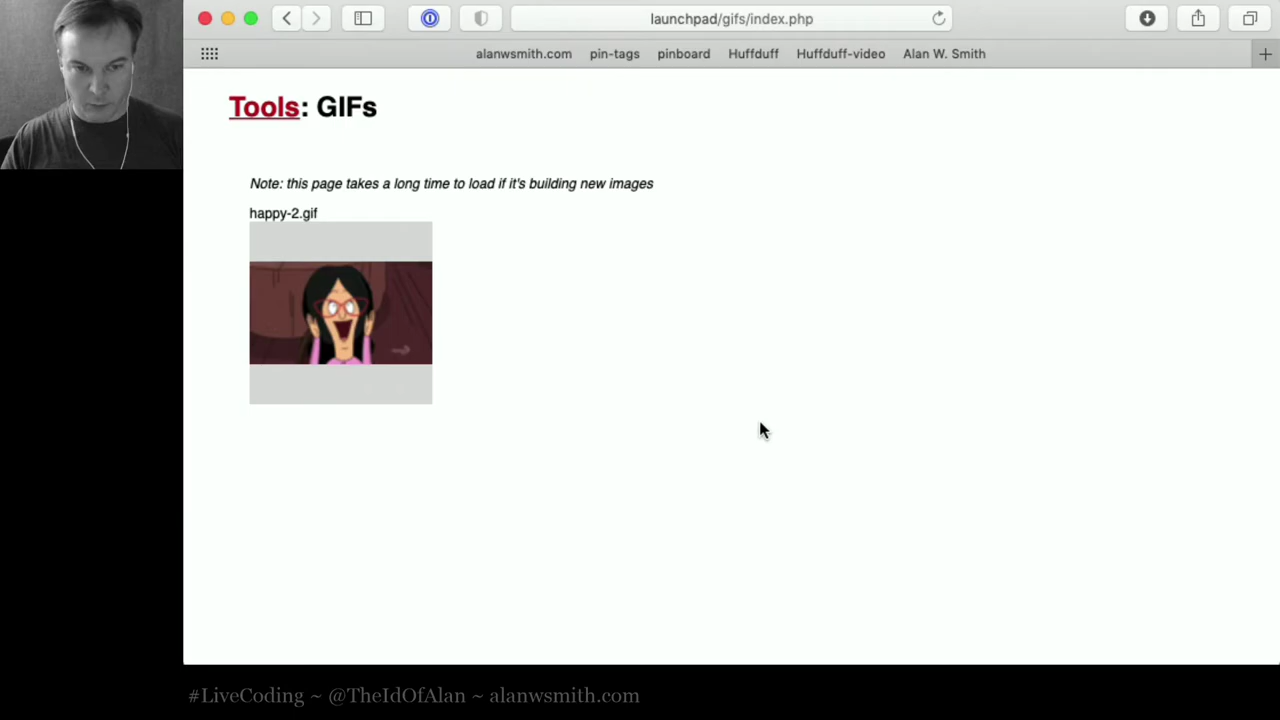 launchpad/gifs/index.php
alanwsmith.com pin-tags pinboard Huffduff Huffduff-video Alan W. Smith
Tools: GIFs
Note: this page takes a long time to load if it's building new images
happy-2.gif
#LiveCoding ~ @TheIdOfAlan ~ alanwsmith.com